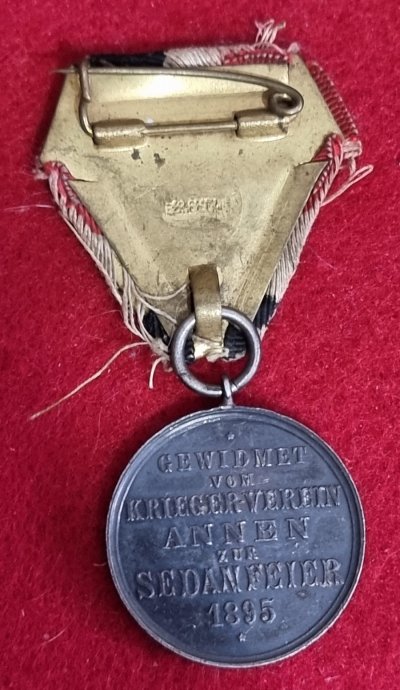 GEWIDMET
VOM
KRIEGER-VEREIN
ANNEN
ZUR
SEDANFEIER
1895